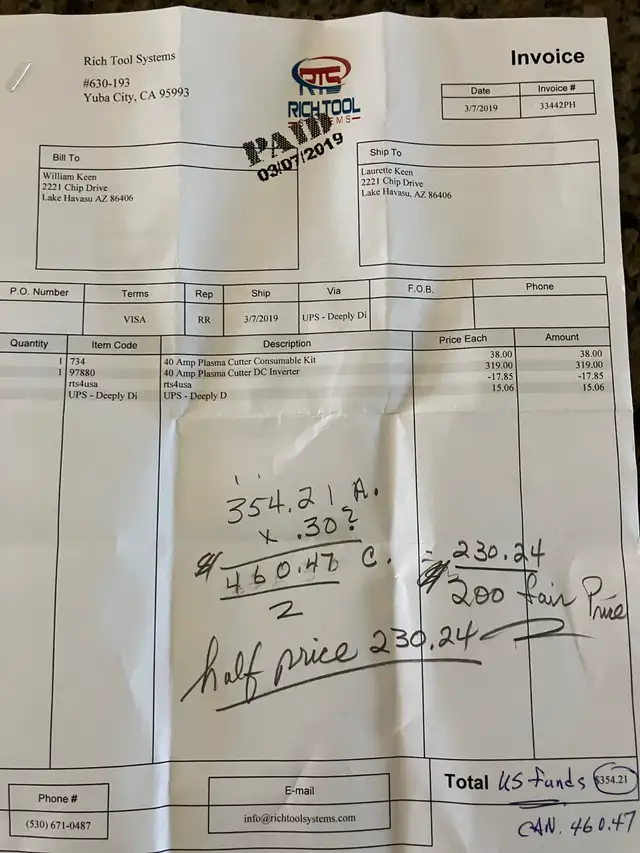 Rich Tool Systems
#630-193
Yuba City, CA 95993
RTS
RICH TOOL
SYSTEMS
PAID
03/07/2019
Invoice
Date Invoice #
3/7/2019 33442PH
Bill To
William Keen
2221 Chip Drive
Lake Havasu AZ 86406
Ship To
Laurette Keen
2221 Chip Drive
Lake Havasu, AZ 86406
P.O. Number Terms Rep Ship Via F.O.B. Phone
VISA RR 3/7/2019 UPS - Deeply Di
Quantity Item Code Description Price Each Amount
1 734 40 Amp Plasma Cutter Consumable Kit 38.00 38.00
1 97880 40 Amp Plasma Cutter DC Inverter 319.00 319.00
rts4usa rts4usa -17.85 -17.85
UPS - Deeply Di UPS - Deeply D 15.06 15.06
354.21 A.
x .30?
$ 460.47 C. = 230.24
2
$200 fair Price
half price 230.24
Total US funds $354.21
CAN. 460.47
Phone #
(530) 671-0487
E-mail
info@richtoolsystems.com